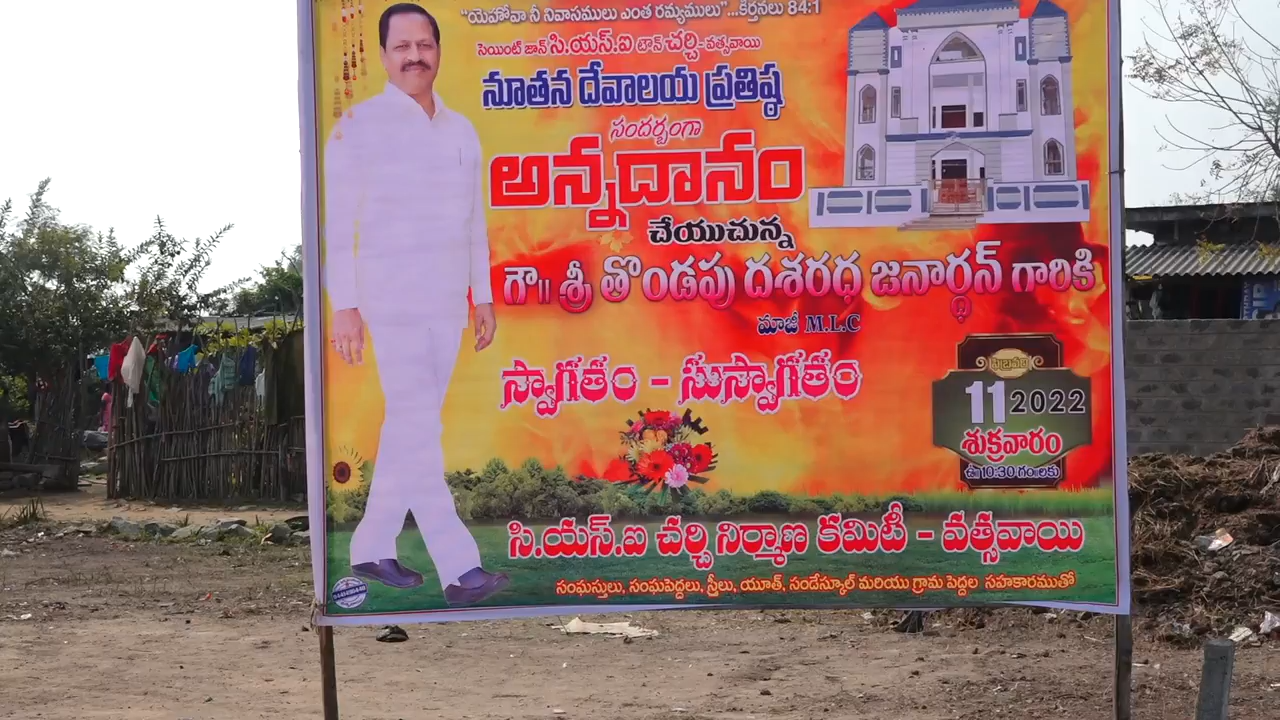 "యెహోవా నీ నివాసములు ఎంత రమ్యములు"...కీర్తనలు 84:1
సెయింట్ జాన్ సి.యస్.ఐ టౌన్ చర్చి- వత్సవాయి
నూతన దేవాలయ ప్రతిష్ఠ
సందర్భంగా
అన్నదానం
చేయుచున్న
గౌ॥ శ్రీ తొండపు దశరధ జనార్ధన్ గారికి
మాజీ M.L.C
స్వాగతం - సుస్వాగతం
ఫిబ్రవరి
11 2022
శుక్రవారం
ఉ॥10:30 గం॥లకు
సి.యస్.ఐ చర్చి నిర్మాణ కమిటీ - వత్సవాయి
సంఘస్తులు, సంఘపెద్దలు, స్త్రీలు, యూత్, సండేస్కూల్ మరియు గ్రామ పెద్దల సహకారముతో